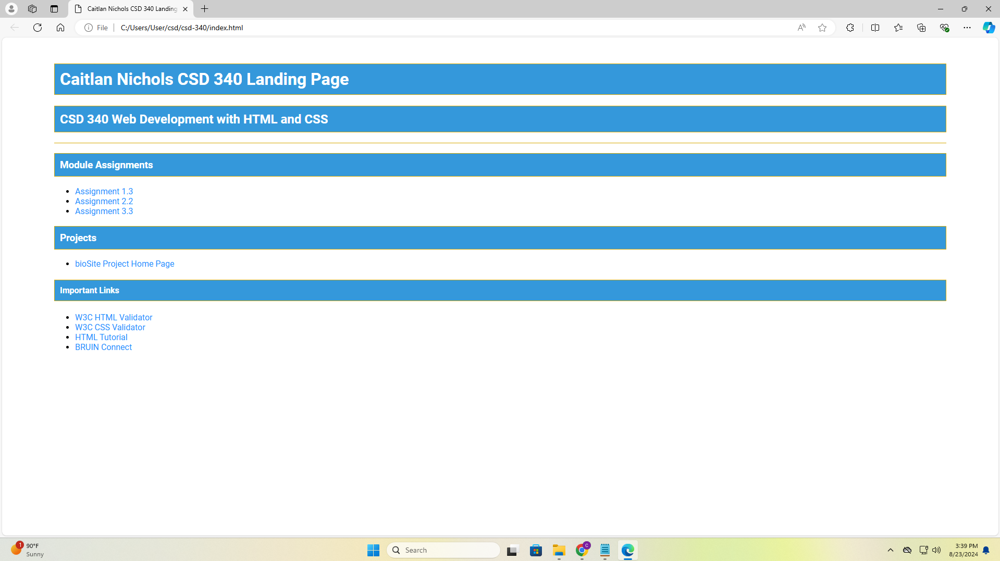 Caitlan Nichols CSD 340 Landing
File
C:/Users/User/csd/csd-340/index.html
Caitlan Nichols CSD 340 Landing Page
CSD 340 Web Development with HTML and CSS
Module Assignments
Assignment 1.3
Assignment 2.2
Assignment 3.3
Projects
bioSite Project Home Page
Important Links
W3C HTML Validator
W3C CSS Validator
HTML Tutorial
BRUIN Connect
1
90°F
Sunny
Search
C
3:39 PM
8/23/2024